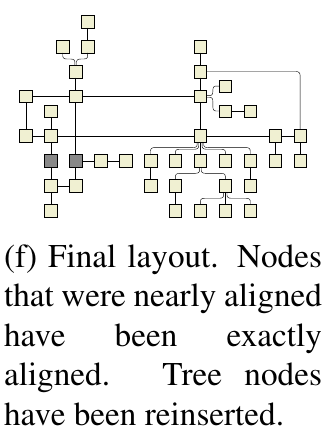 (f) Final layout. Nodes
that were nearly aligned
have been exactly
aligned. Tree nodes
have been reinserted.